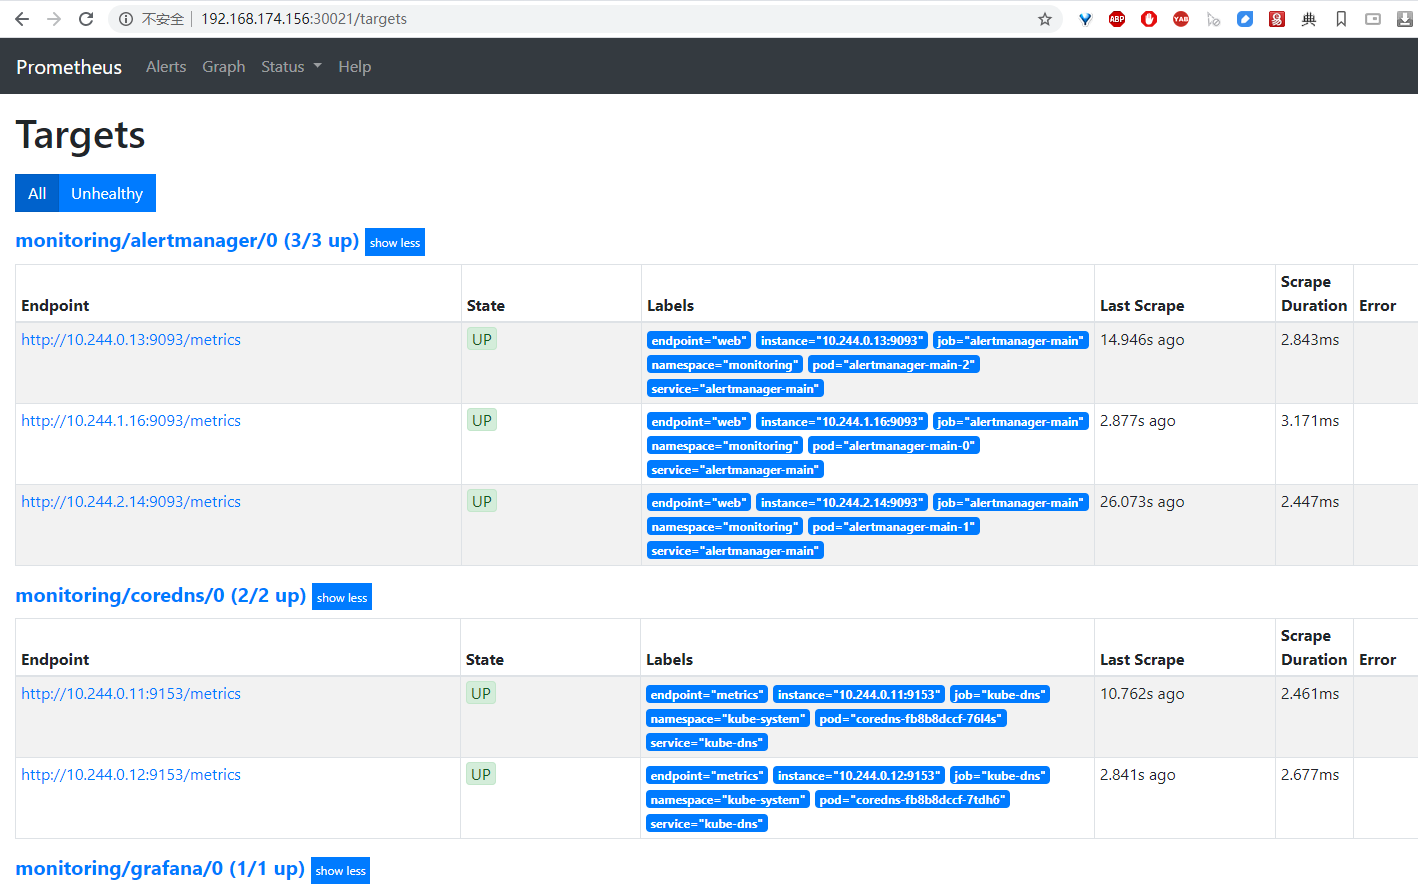 不安全 192.168.174.156:30021/targets
ABP YAB 易 典
Prometheus Alerts Graph Status Help
Targets
All Unhealthy
monitoring/alertmanager/0 (3/3 up) show less
Endpoint State Labels Last Scrape Scrape Duration Error
http://10.244.0.13:9093/metrics UP endpoint="web" instance="10.244.0.13:9093" job="alertmanager-main" 14.946s ago 2.843ms
namespace="monitoring" pod="alertmanager-main-2"
service="alertmanager-main"
http://10.244.1.16:9093/metrics UP endpoint="web" instance="10.244.1.16:9093" job="alertmanager-main" 2.877s ago 3.171ms
namespace="monitoring" pod="alertmanager-main-0"
service="alertmanager-main"
http://10.244.2.14:9093/metrics UP endpoint="web" instance="10.244.2.14:9093" job="alertmanager-main" 26.073s ago 2.447ms
namespace="monitoring" pod="alertmanager-main-1"
service="alertmanager-main"
monitoring/coredns/0 (2/2 up) show less
Endpoint State Labels Last Scrape Scrape Duration Error
http://10.244.0.11:9153/metrics UP endpoint="metrics" instance="10.244.0.11:9153" job="kube-dns" 10.762s ago 2.461ms
namespace="kube-system" pod="coredns-fb8b8dccf-76l4s"
service="kube-dns"
http://10.244.0.12:9153/metrics UP endpoint="metrics" instance="10.244.0.12:9153" job="kube-dns" 2.841s ago 2.677ms
namespace="kube-system" pod="coredns-fb8b8dccf-7tdh6"
service="kube-dns"
monitoring/grafana/0 (1/1 up) show less